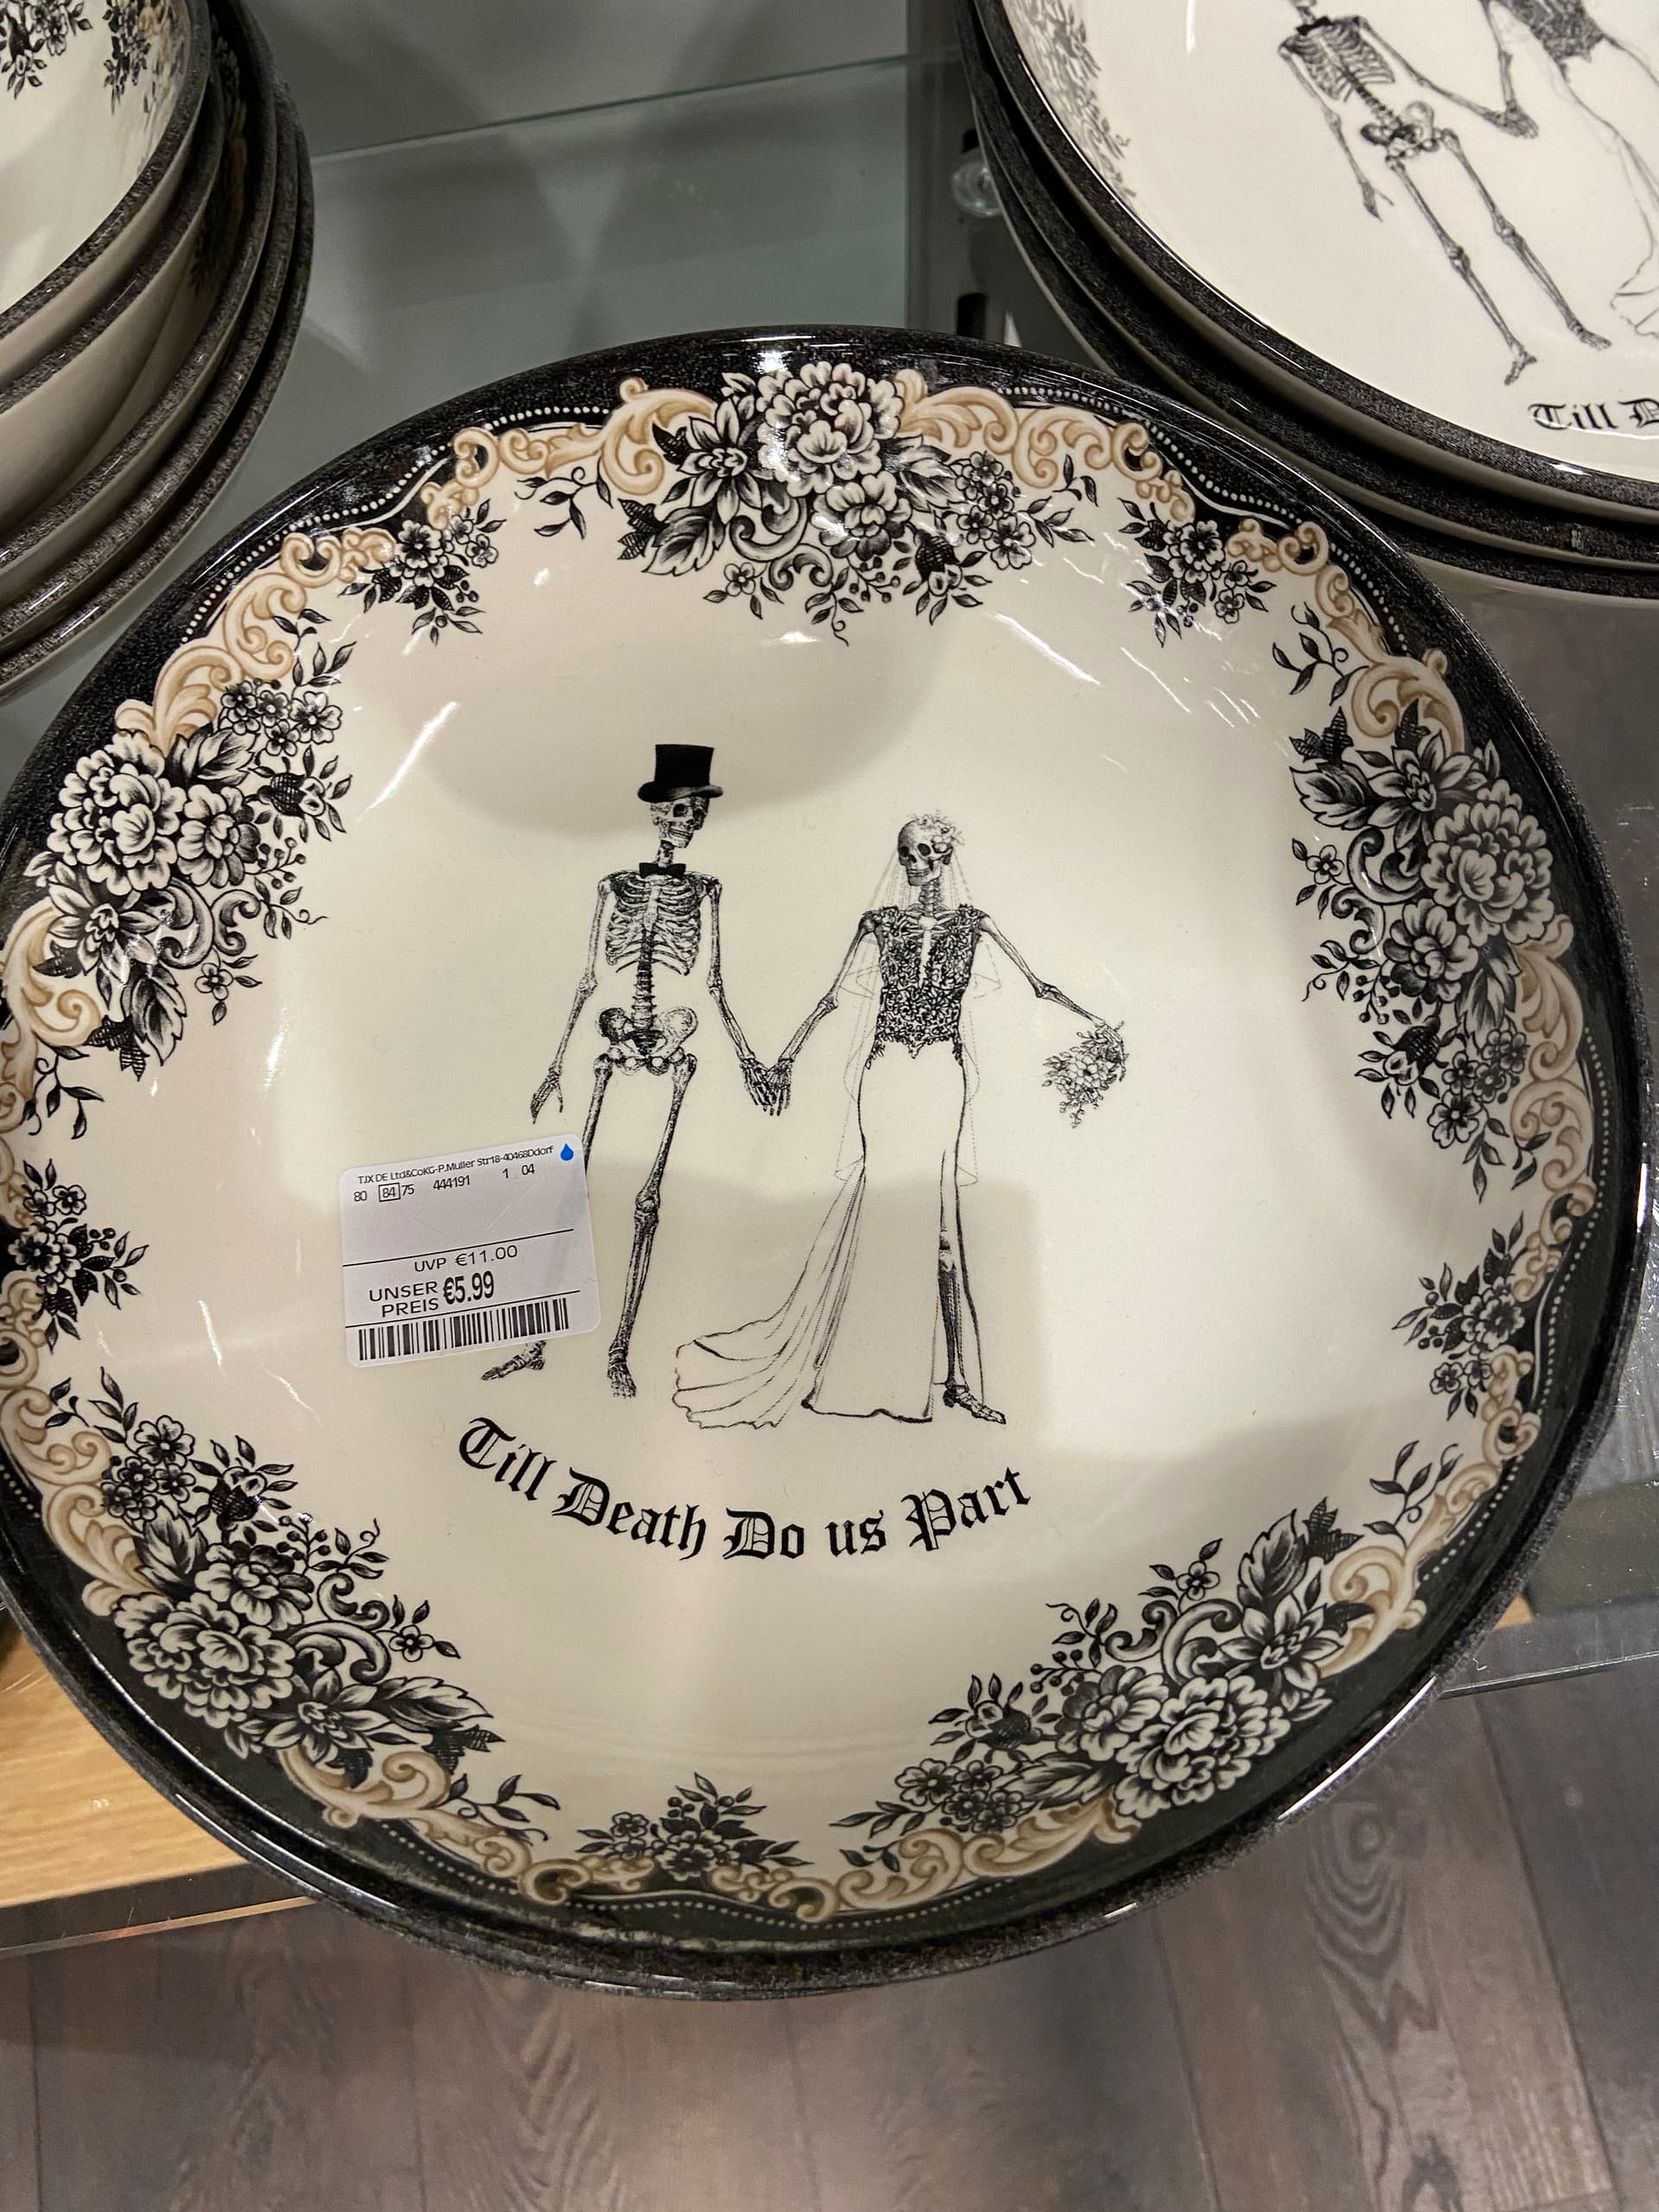 Till D
TJX DE Ltd&CoKG-P.Muller Str18-40468Ddorf
80 84 75 444191 1 04
UVP €11.00
UNSER PREIS €5.99
Till Death Do us Part